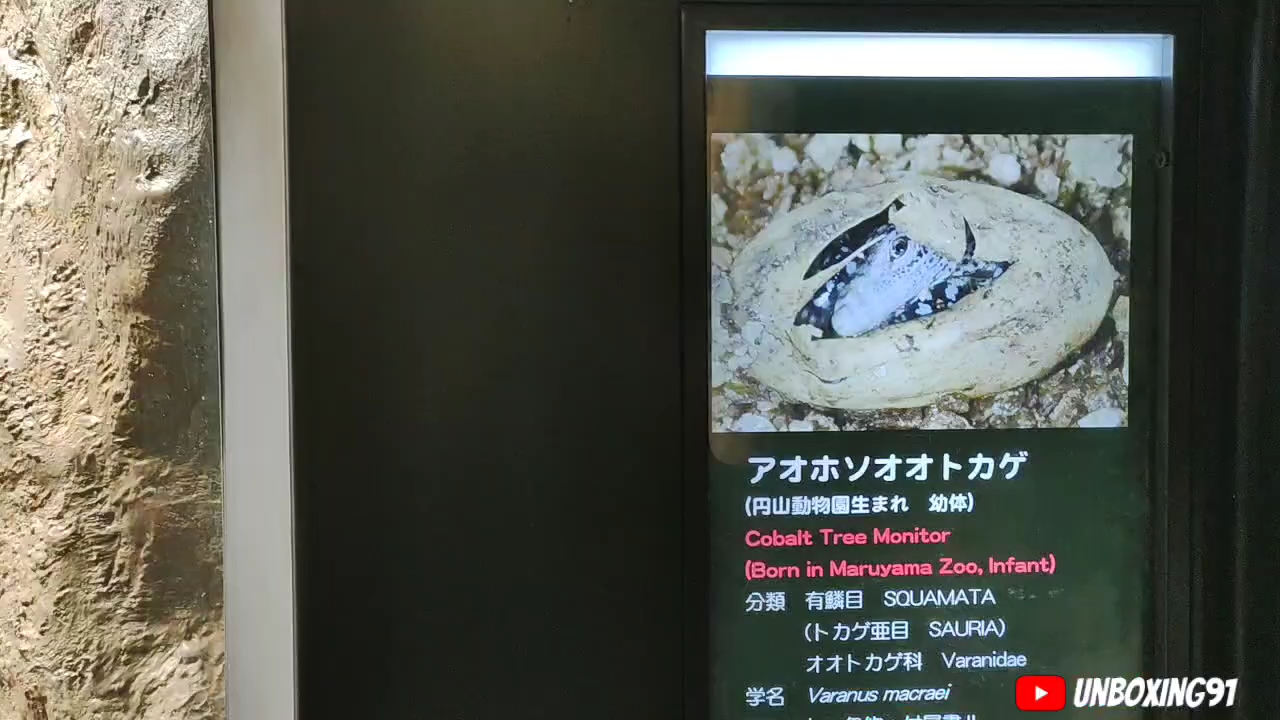 アオホソオオトカゲ
(円山動物園生まれ　幼体)
Cobalt Tree Monitor
(Born in Maruyama Zoo, Infant)
分類　有鱗目　SQUAMATA
(トカゲ亜目　SAURIA)
オオトカゲ科　Varanidae
学名　Varanus macraei
UNBOXING91